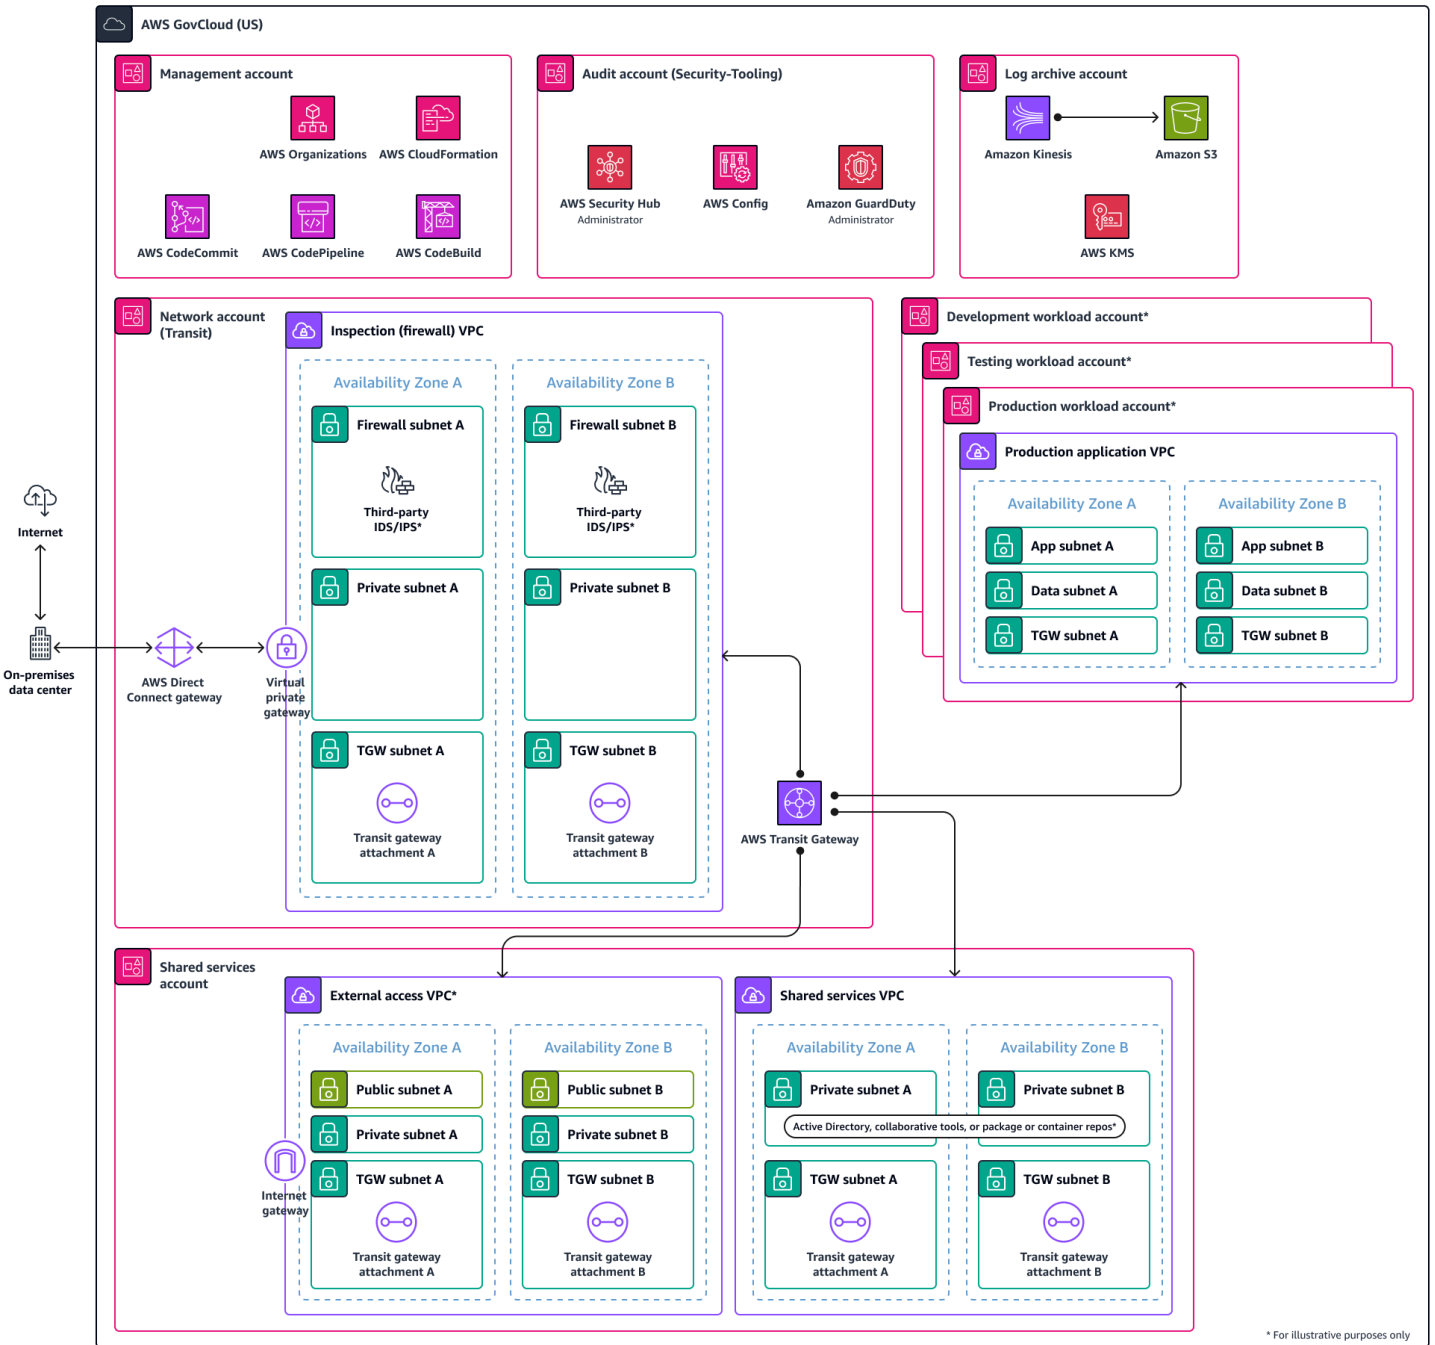 AWS GovCloud (US)
Management account
AWS Organizations
AWS CloudFormation
AWS CodeCommit
AWS CodePipeline
AWS CodeBuild
Audit account (Security-Tooling)
AWS Security Hub
Administrator
AWS Config
Amazon GuardDuty
Administrator
Log archive account
Amazon Kinesis
Amazon S3
AWS KMS
Network account
(Transit)
Inspection (firewall) VPC
Availability Zone A
Firewall subnet A
Third-party
IDS/IPS*
Private subnet A
TGW subnet A
Transit gateway
attachment A
Availability Zone B
Firewall subnet B
Third-party
IDS/IPS*
Private subnet B
TGW subnet B
Transit gateway
attachment B
Internet
On-premises
data center
AWS Direct
Connect gateway
Virtual
private
gateway
AWS Transit Gateway
Development workload account*
Testing workload account*
Production workload account*
Production application VPC
Availability Zone A
App subnet A
Data subnet A
TGW subnet A
Availability Zone B
App subnet B
Data subnet B
TGW subnet B
Shared services
account
External access VPC*
Availability Zone A
Public subnet A
Private subnet A
TGW subnet A
Transit gateway
attachment A
Internet
gateway
Availability Zone B
Public subnet B
Private subnet B
TGW subnet B
Transit gateway
attachment B
Shared services VPC
Availability Zone A
Private subnet A
Availability Zone B
Private subnet B
Active Directory, collaborative tools, or package or container repos*
TGW subnet A
Transit gateway
attachment A
TGW subnet B
Transit gateway
attachment B
* For illustrative purposes only